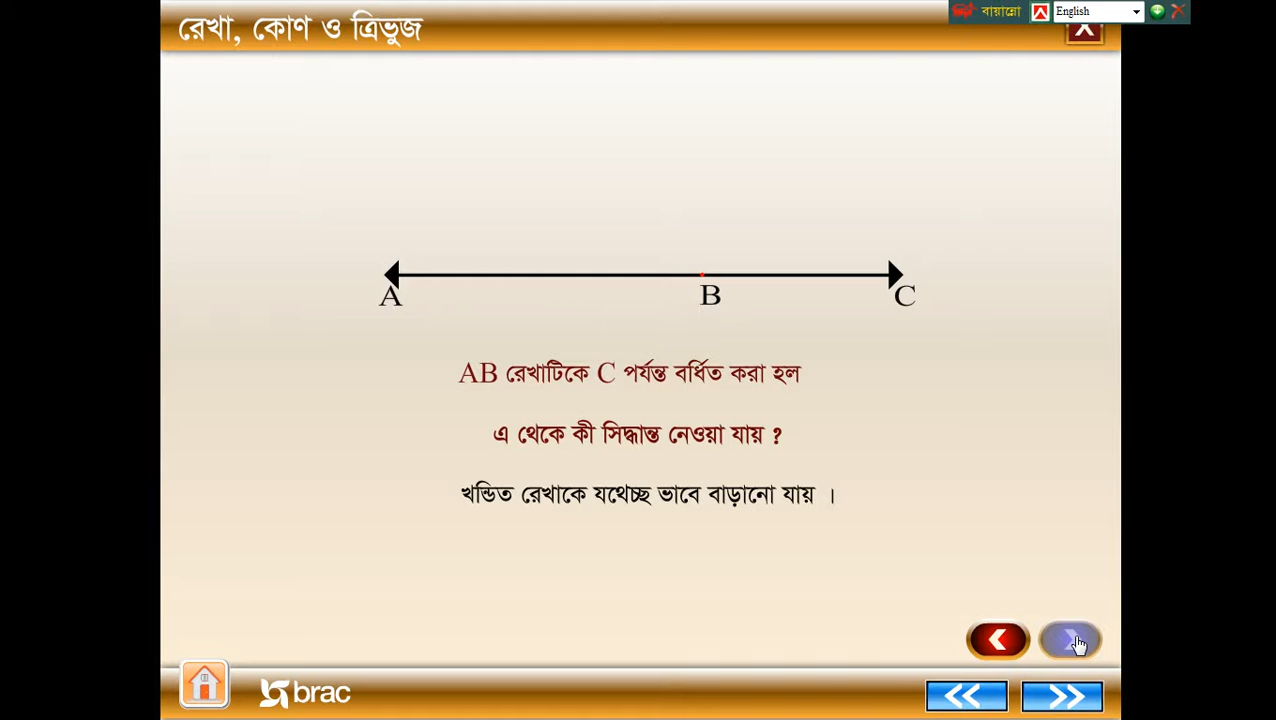 রেখা, কোণ ও ত্রিভুজ
বায়ান্নো English
A B C
AB রেখাটিকে C পর্যন্ত বর্ধিত করা হল
এ থেকে কী সিদ্ধান্ত নেওয়া যায় ?
খন্ডিত রেখাকে যথেচ্ছ ভাবে বাড়ানো যায় ।
brac